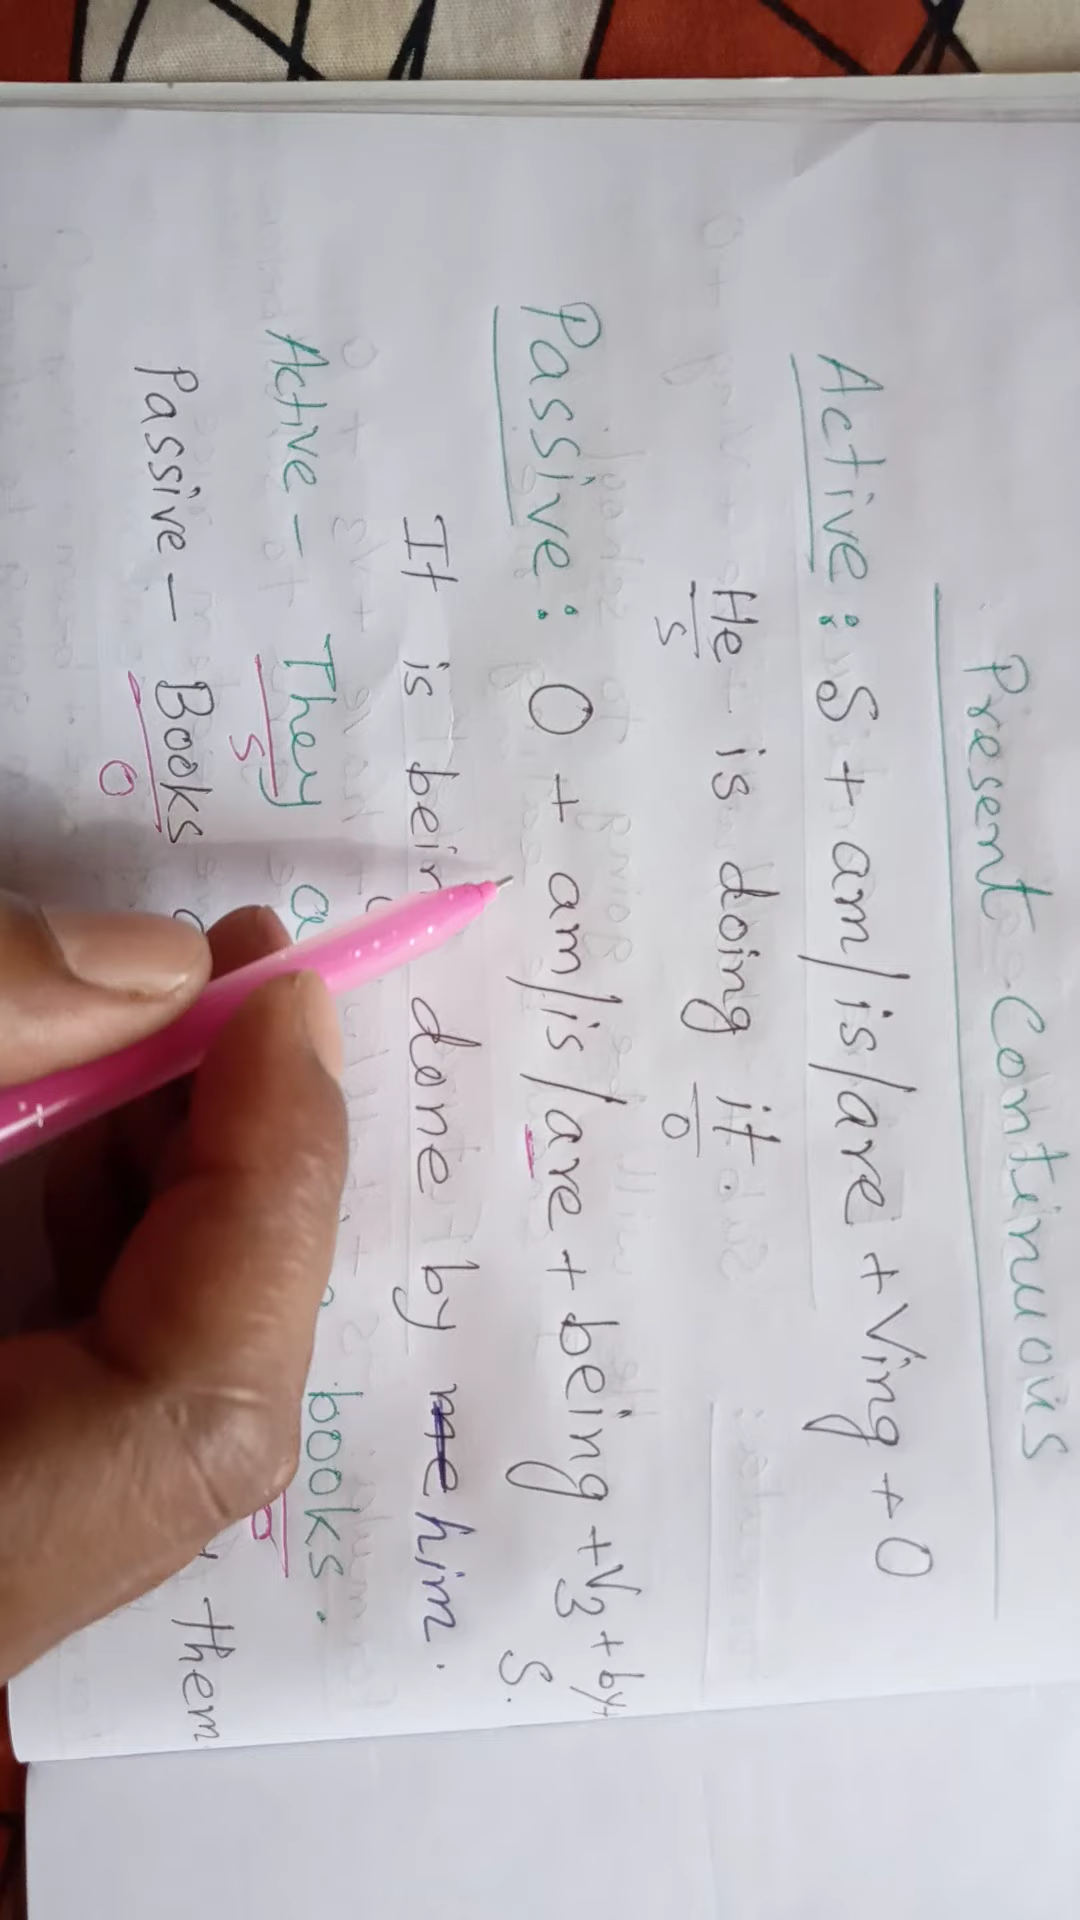 Present Continuous
Active : S + am/is/are + Ving + O
He is doing it.
S O
Passive : O + am/is/are + being + V3 + by +
S.
It is being done by him.
Active - They books.
S O
Passive - Books them
O